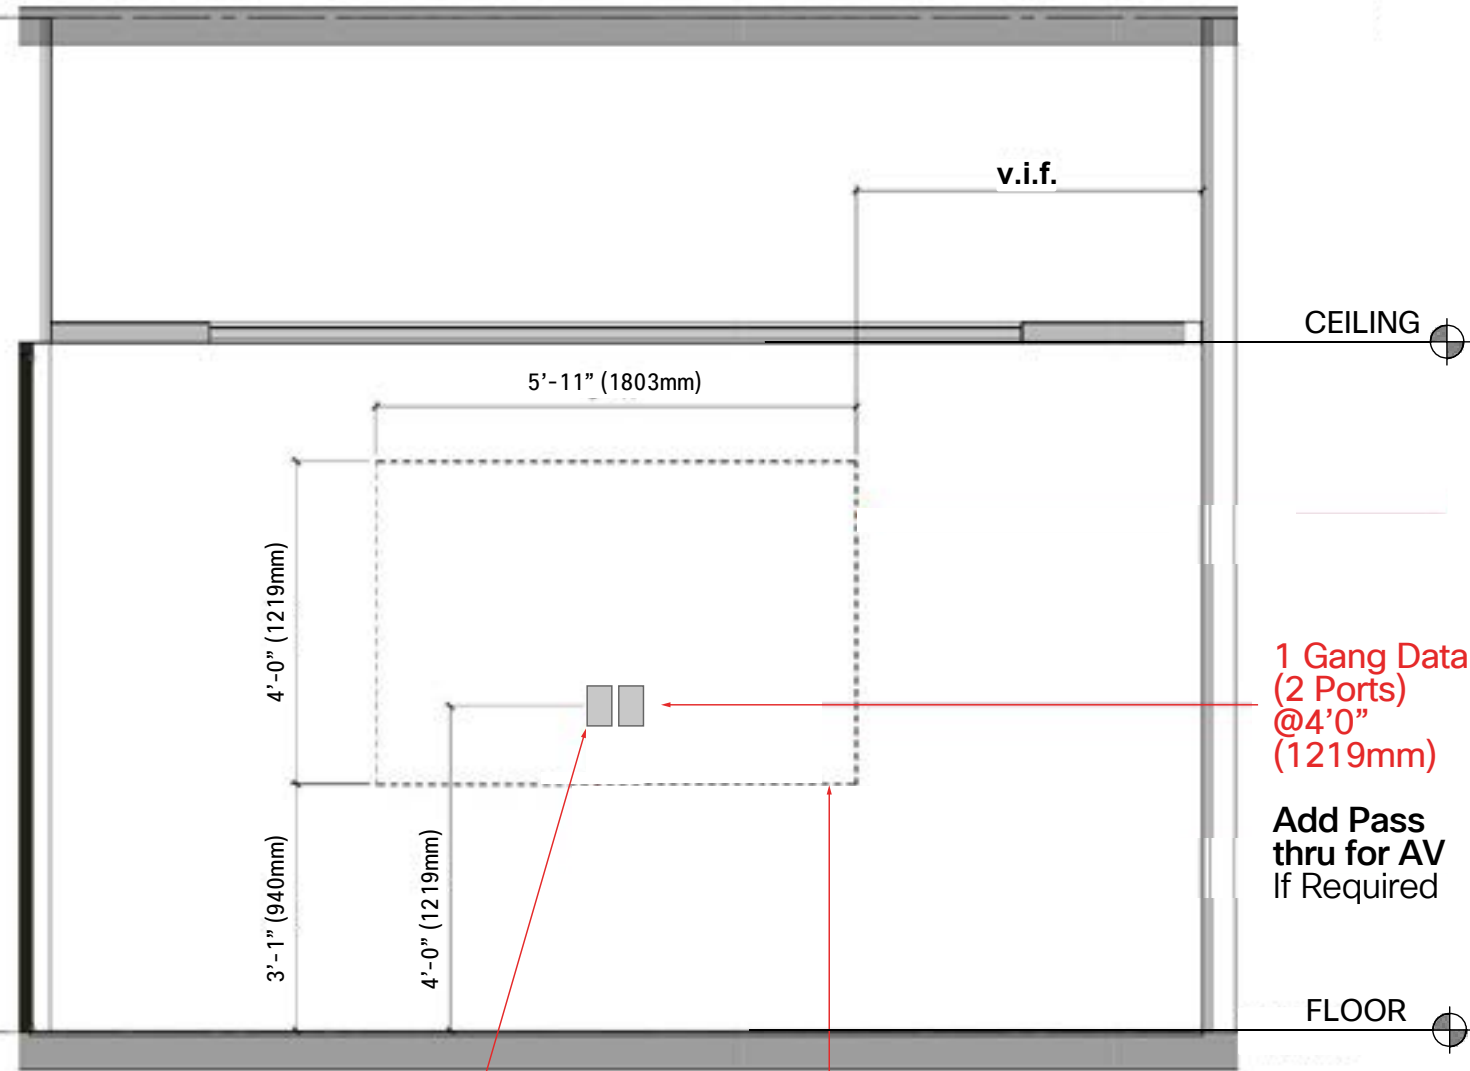 v.i.f.
CEILING
5’-11” (1803mm)
4’-0” (1219mm)
1 Gang Data
(2 Ports)
@4’0”
(1219mm)
Add Pass
thru for AV
If Required
3’-1” (940mm)
4’-0” (1219mm)
FLOOR